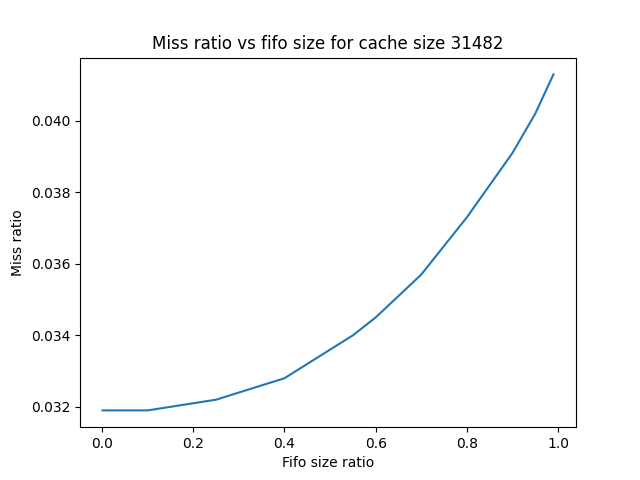 Miss ratio vs fifo size for cache size 31482
0.040
0.038
0.036
0.034
0.032
Miss ratio
0.0 0.2 0.4 0.6 0.8 1.0
Fifo size ratio